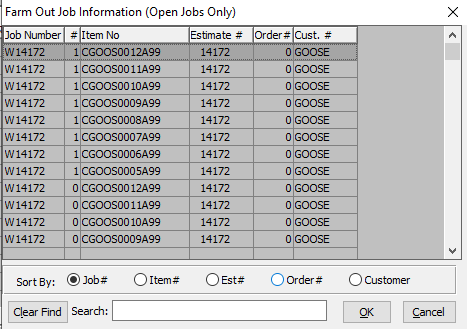 Farm Out Job Information (Open Jobs Only)
Job Number # Item No Estimate # Order# Cust. #
W14172 1 CGOOS0012A99 14172 0 GOOSE
W14172 1 CGOOS0011A99 14172 0 GOOSE
W14172 1 CGOOS0010A99 14172 0 GOOSE
W14172 1 CGOOS0009A99 14172 0 GOOSE
W14172 1 CGOOS0008A99 14172 0 GOOSE
W14172 1 CGOOS0007A99 14172 0 GOOSE
W14172 1 CGOOS0006A99 14172 0 GOOSE
W14172 1 CGOOS0005A99 14172 0 GOOSE
W14172 0 CGOOS0012A99 14172 0 GOOSE
W14172 0 CGOOS0011A99 14172 0 GOOSE
W14172 0 CGOOS0010A99 14172 0 GOOSE
W14172 0 CGOOS0009A99 14172 0 GOOSE
Sort By: Job# Item# Est# Order# Customer
Clear Find Search: OK Cancel